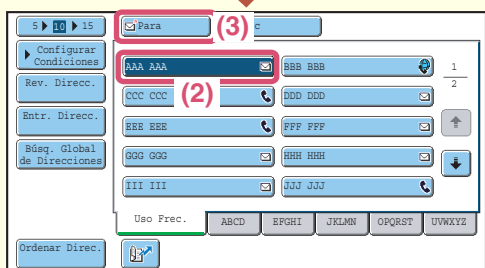 5 10 15
Para
(3)
c
Configurar
Condiciones
AAA AAA
BBB BBB
1
2
Rev. Direcc.
(2)
CCC CCC
DDD DDD
Entr. Direcc.
EEE EEE
FFF FFF
Búsq. Global
de Direcciones
GGG GGG
HHH HHH
III III
JJJ JJJ
Uso Frec.
ABCD
EFGHI
JKLMN
OPQRST
UVWXYZ
Ordenar Direc.